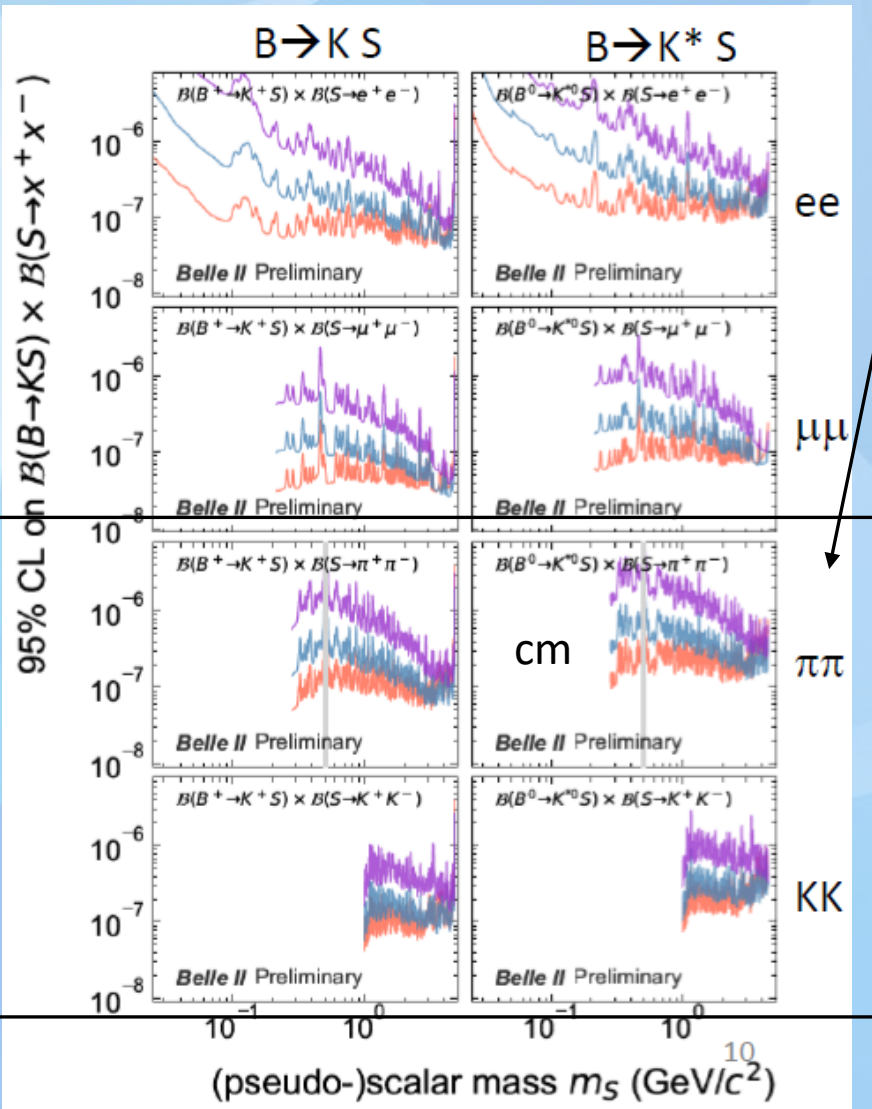 B→K S
B→K* S
95% CL on B(B→KS) × B(S→x⁺x⁻)
B(B⁺→K⁺S) × B(S→e⁺e⁻)
B(B⁰→K*⁰S) × B(S→e⁺e⁻)
10⁻⁶
10⁻⁷
10⁻⁸
Belle II Preliminary
Belle II Preliminary
ee
B(B⁺→K⁺S) × B(S→μ⁺μ⁻)
B(B⁰→K*⁰S) × B(S→μ⁺μ⁻)
10⁻⁶
10⁻⁷
10⁻⁸
Belle II Preliminary
Belle II Preliminary
μμ
B(B⁺→K⁺S) × B(S→π⁺π⁻)
B(B⁰→K*⁰S) × B(S→π⁺π⁻)
10⁻⁶
10⁻⁷
10⁻⁸
cm
Belle II Preliminary
Belle II Preliminary
ππ
B(B⁺→K⁺S) × B(S→K⁺K⁻)
B(B⁰→K*⁰S) × B(S→K⁺K⁻)
10⁻⁶
10⁻⁷
10⁻⁸
Belle II Preliminary
Belle II Preliminary
KK
10⁻¹ 10⁰ 10⁻¹ 10⁰
10
(pseudo-)scalar mass mS (GeV/c²)